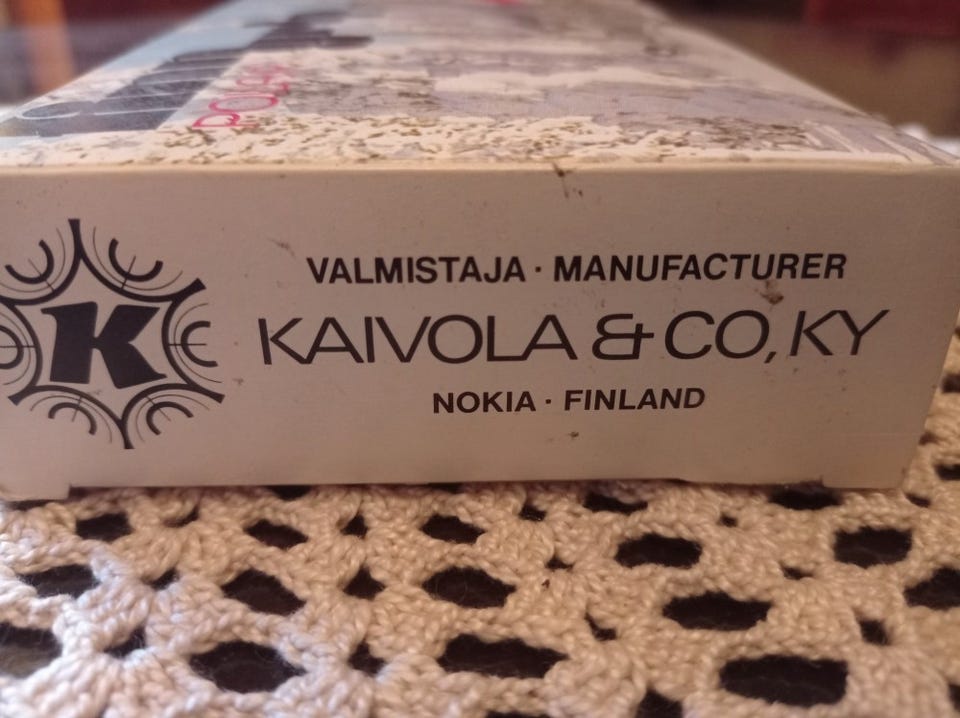 K
VALMISTAJA · MANUFACTURER
KAIVOLA & CO, KY
NOKIA · FINLAND